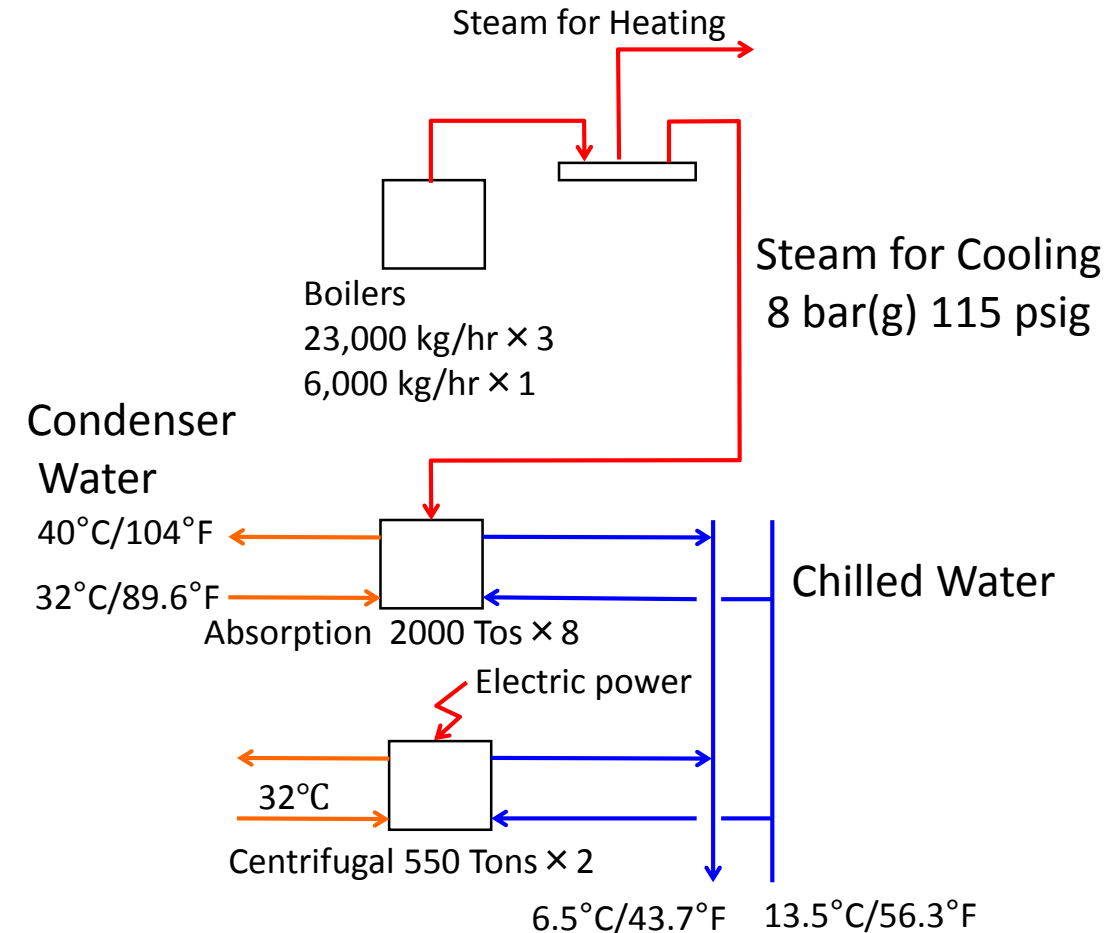 Steam for Heating
Steam for Cooling
8 bar(g) 115 psig
Boilers
23,000 kg/hr × 3
6,000 kg/hr × 1
Condenser
Water
40°C/104°F
32°C/89.6°F
Chilled Water
Absorption 2000 Tos × 8
Electric power
32℃
Centrifugal 550 Tons × 2
6.5°C/43.7°F
13.5°C/56.3°F